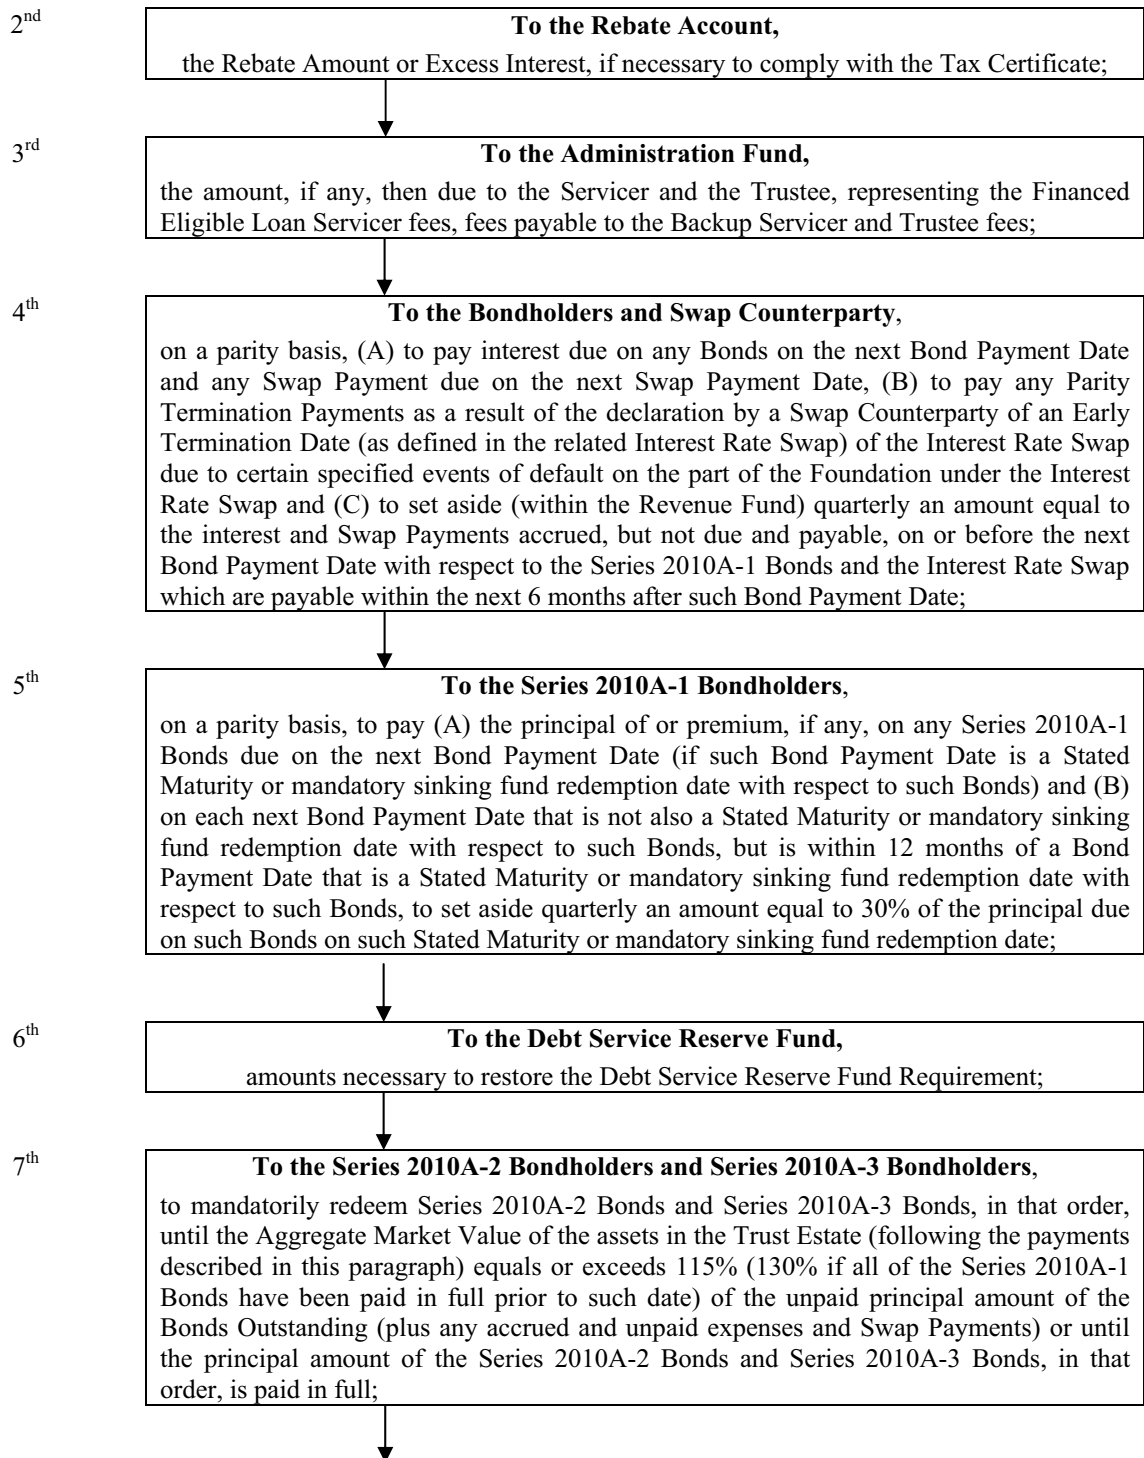 2nd
To the Rebate Account,
the Rebate Amount or Excess Interest, if necessary to comply with the Tax Certificate;
3rd
To the Administration Fund,
the amount, if any, then due to the Servicer and the Trustee, representing the Financed
Eligible Loan Servicer fees, fees payable to the Backup Servicer and Trustee fees;
4th
To the Bondholders and Swap Counterparty,
on a parity basis, (A) to pay interest due on any Bonds on the next Bond Payment Date
and any Swap Payment due on the next Swap Payment Date, (B) to pay any Parity
Termination Payments as a result of the declaration by a Swap Counterparty of an Early
Termination Date (as defined in the related Interest Rate Swap) of the Interest Rate Swap
due to certain specified events of default on the part of the Foundation under the Interest
Rate Swap and (C) to set aside (within the Revenue Fund) quarterly an amount equal to
the interest and Swap Payments accrued, but not due and payable, on or before the next
Bond Payment Date with respect to the Series 2010A-1 Bonds and the Interest Rate Swap
which are payable within the next 6 months after such Bond Payment Date;
5th
To the Series 2010A-1 Bondholders,
on a parity basis, to pay (A) the principal of or premium, if any, on any Series 2010A-1
Bonds due on the next Bond Payment Date (if such Bond Payment Date is a Stated
Maturity or mandatory sinking fund redemption date with respect to such Bonds) and (B)
on each next Bond Payment Date that is not also a Stated Maturity or mandatory sinking
fund redemption date with respect to such Bonds, but is within 12 months of a Bond
Payment Date that is a Stated Maturity or mandatory sinking fund redemption date with
respect to such Bonds, to set aside quarterly an amount equal to 30% of the principal due
on such Bonds on such Stated Maturity or mandatory sinking fund redemption date;
6th
To the Debt Service Reserve Fund,
amounts necessary to restore the Debt Service Reserve Fund Requirement;
7th
To the Series 2010A-2 Bondholders and Series 2010A-3 Bondholders,
to mandatorily redeem Series 2010A-2 Bonds and Series 2010A-3 Bonds, in that order,
until the Aggregate Market Value of the assets in the Trust Estate (following the payments
described in this paragraph) equals or exceeds 115% (130% if all of the Series 2010A-1
Bonds have been paid in full prior to such date) of the unpaid principal amount of the
Bonds Outstanding (plus any accrued and unpaid expenses and Swap Payments) or until
the principal amount of the Series 2010A-2 Bonds and Series 2010A-3 Bonds, in that
order, is paid in full;